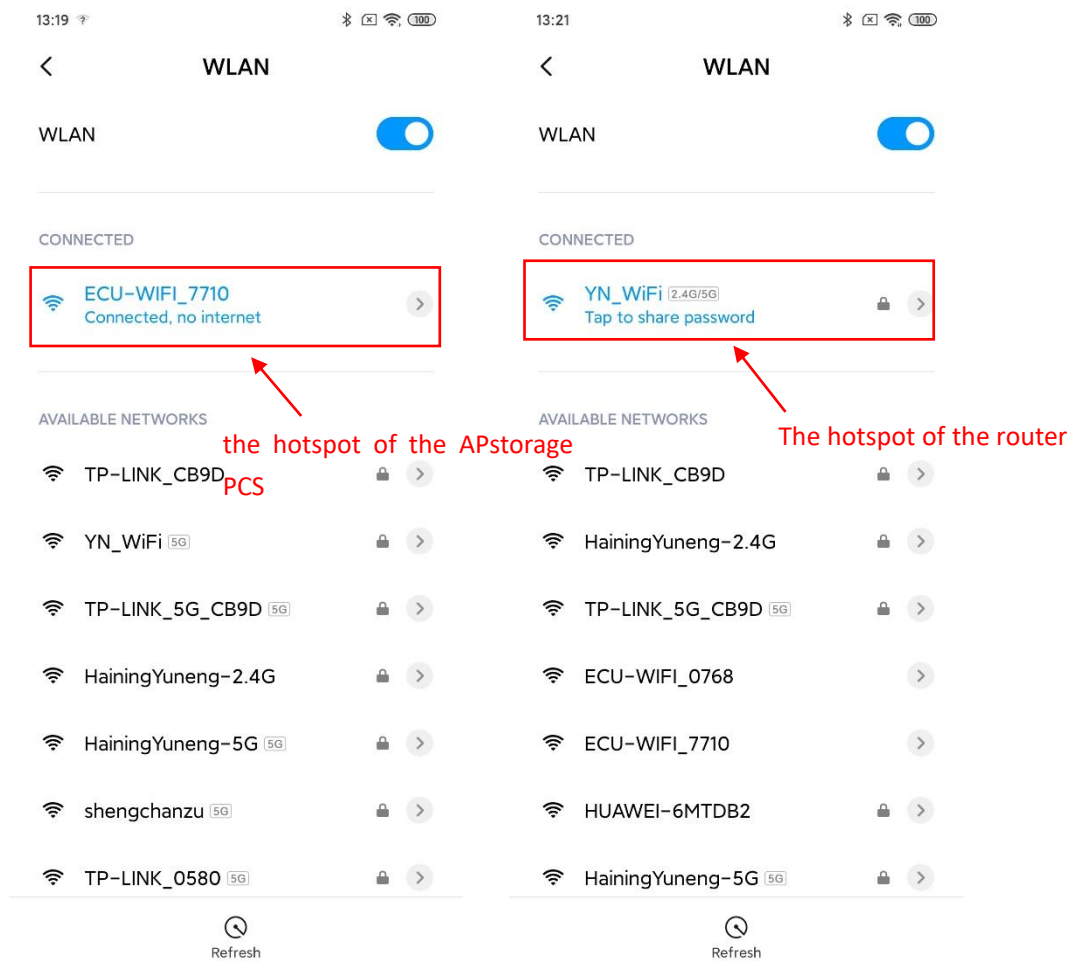 13:19
100
WLAN
WLAN
CONNECTED
ECU-WIFI_7710
Connected, no internet
AVAILABLE NETWORKS
the hotspot of the APstorage
PCS
TP-LINK_CB9D
YN_WiFi 5G
TP-LINK_5G_CB9D 5G
HainingYuneng-2.4G
HainingYuneng-5G 5G
shengchanzu 5G
TP-LINK_0580 5G
Refresh
13:21
100
WLAN
WLAN
CONNECTED
YN_WiFi 2.4G/5G
Tap to share password
AVAILABLE NETWORKS
The hotspot of the router
TP-LINK_CB9D
HainingYuneng-2.4G
TP-LINK_5G_CB9D 5G
ECU-WIFI_0768
ECU-WIFI_7710
HUAWEI-6MTDB2
HainingYuneng-5G 5G
Refresh